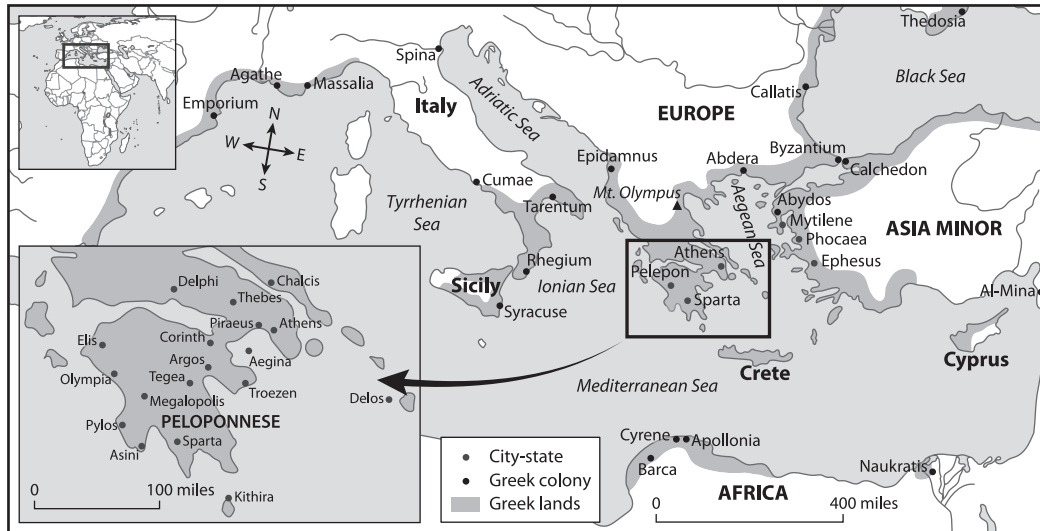 Thedosia
Spina
Black Sea
Agathe
Massalia
Adriatic Sea
Callatis
Italy
EUROPE
Emporium
N
W
E
S
Byzantium
Epidamnus
Abdera
Calchedon
Cumae
Mt. Olympus
Aegean Sea
Abydos
Tyrrhenian
Sea
Tarentum
Mytilene
ASIA MINOR
Phocaea
Athens
Ephesus
Rhegium
Pelepon
Sicily
Ionian Sea
Al-Mina
Sparta
Syracuse
Cyprus
Crete
Mediterranean Sea
Cyrene
Apollonia
Barca
Naukratis
AFRICA
0
400 miles
Delphi
Chalcis
Thebes
Piraeus
Athens
Elis
Corinth
Argos
Aegina
Olympia
Tegea
Troezen
Megalopolis
Delos
PELOPONNESE
Pylos
Sparta
Asini
0
100 miles
Kithira
City-state
Greek colony
Greek lands